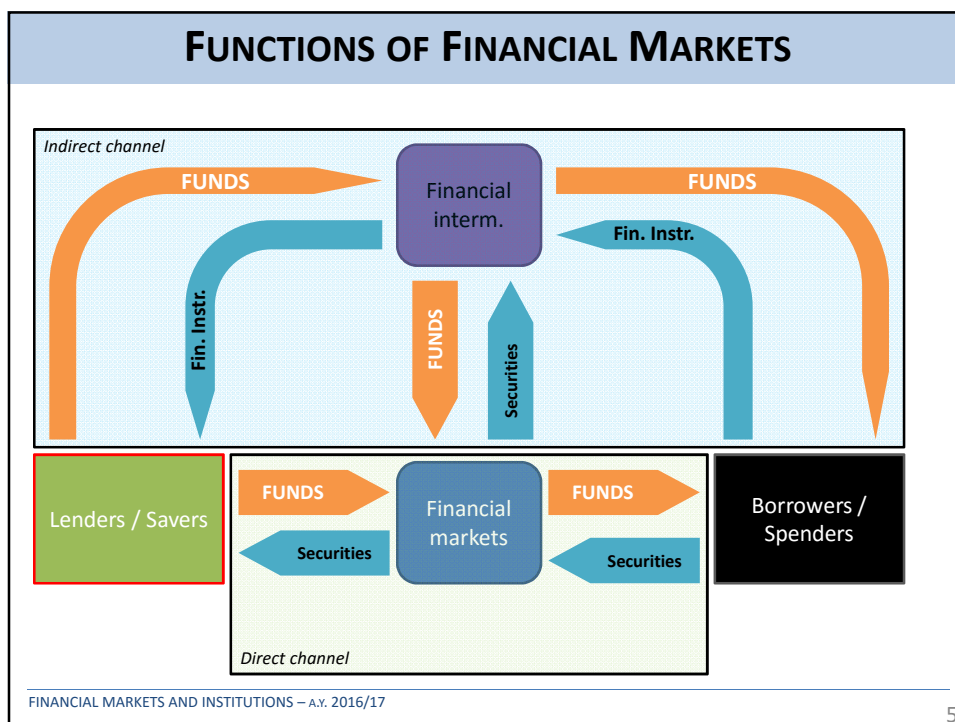 FUNCTIONS OF FINANCIAL MARKETS
Indirect channel
FUNDS
FUNDS
Financial
interm.
Fin. Instr.
Fin. Instr.
FUNDS
Securities
Lenders / Savers
FUNDS
Securities
Financial
markets
FUNDS
Securities
Borrowers /
Spenders
Direct channel
FINANCIAL MARKETS AND INSTITUTIONS – A.Y. 2016/17
5